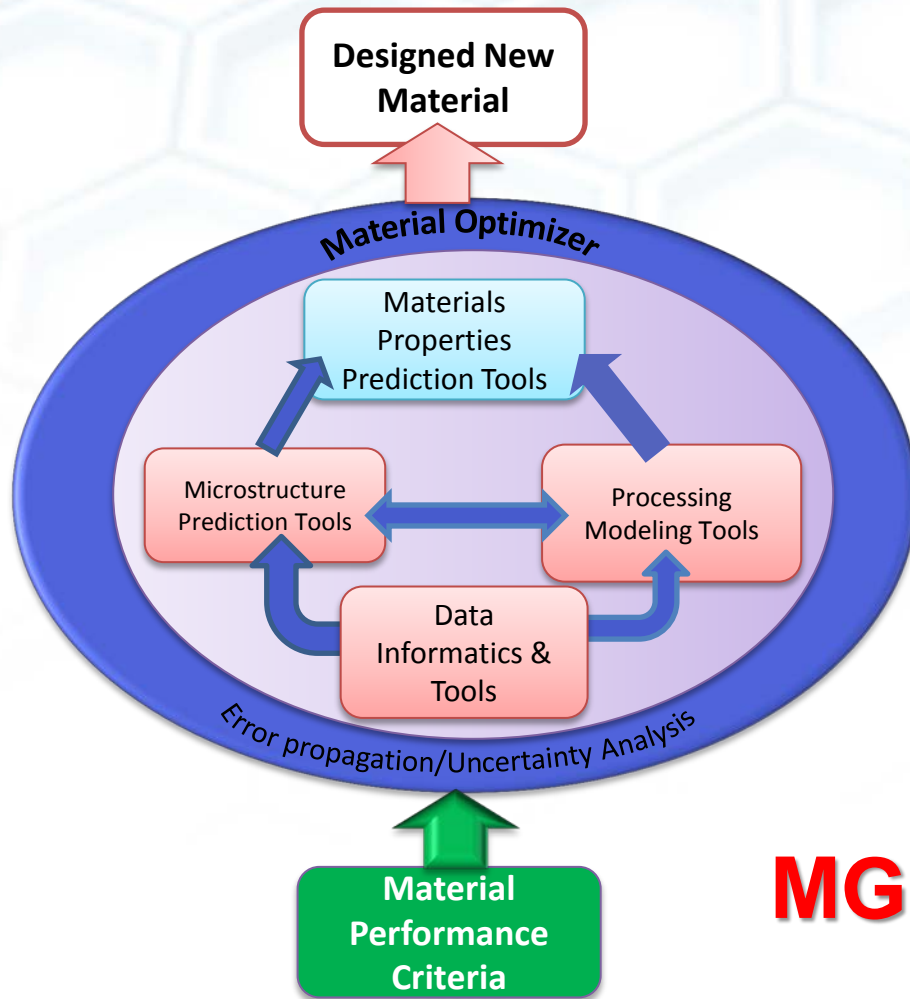 Designed New
Material
Material Optimizer
Materials
Properties
Prediction Tools
Microstructure
Prediction Tools
Processing
Modeling Tools
Data
Informatics &
Tools
Error propagation/Uncertainty Analysis
Material
Performance
Criteria
MG